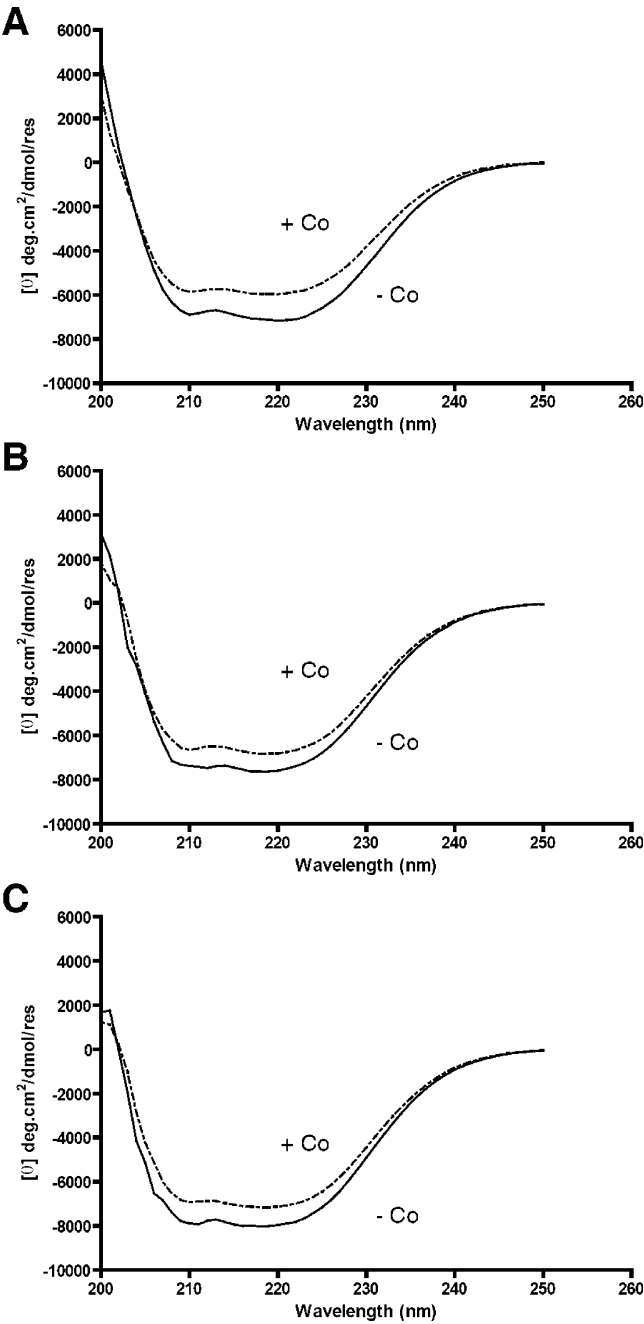 A
6000
4000
2000
0
-2000
-4000
-6000
-8000
-10000
[θ] deg.cm²/dmol/res
+ Co
- Co
200 210 220 230 240 250 260
Wavelength (nm)
B
6000
4000
2000
0
-2000
-4000
-6000
-8000
-10000
[θ] deg.cm²/dmol/res
+ Co
- Co
200 210 220 230 240 250 260
Wavelength (nm)
C
6000
4000
2000
0
-2000
-4000
-6000
-8000
-10000
[θ] deg.cm²/dmol/res
+ Co
- Co
200 210 220 230 240 250 260
Wavelength (nm)